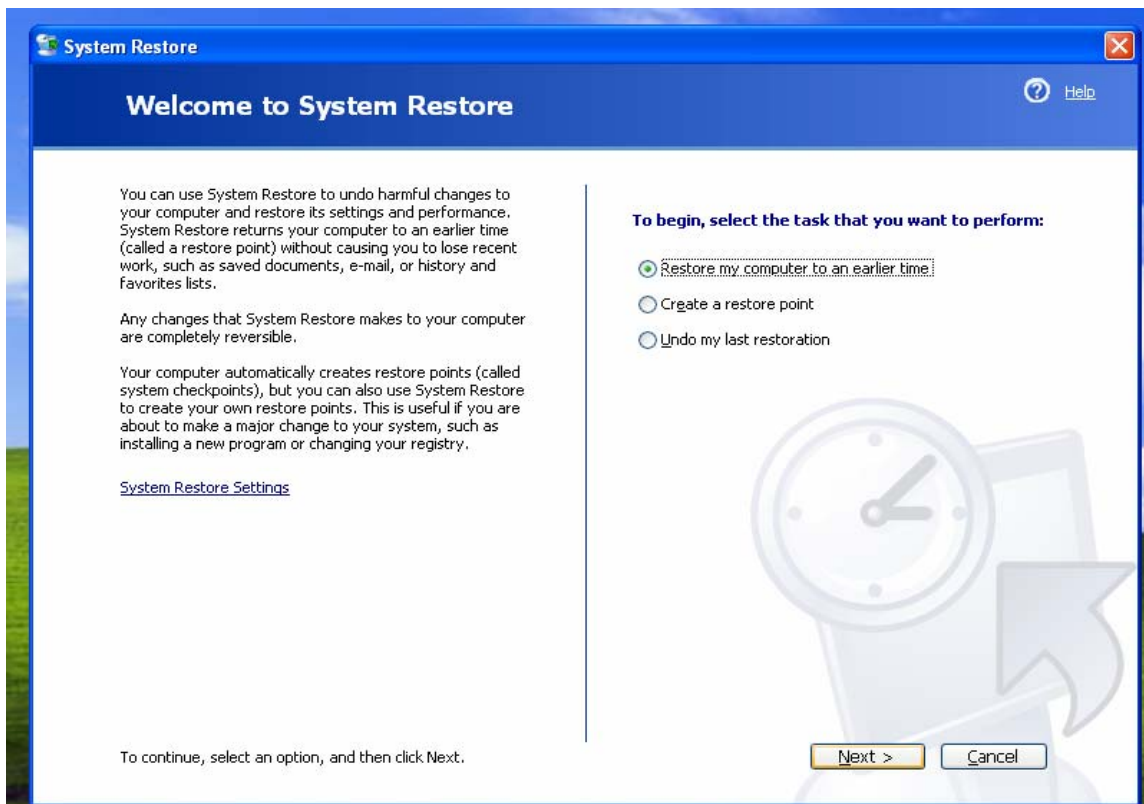 System Restore
Welcome to System Restore
Help
You can use System Restore to undo harmful changes to
your computer and restore its settings and performance.
System Restore returns your computer to an earlier time
(called a restore point) without causing you to lose recent
work, such as saved documents, e-mail, or history and
favorites lists.
Any changes that System Restore makes to your computer
are completely reversible.
Your computer automatically creates restore points (called
system checkpoints), but you can also use System Restore
to create your own restore points. This is useful if you are
about to make a major change to your system, such as
installing a new program or changing your registry.
System Restore Settings
To begin, select the task that you want to perform:
Restore my computer to an earlier time
Create a restore point
Undo my last restoration
To continue, select an option, and then click Next.
Next >
Cancel